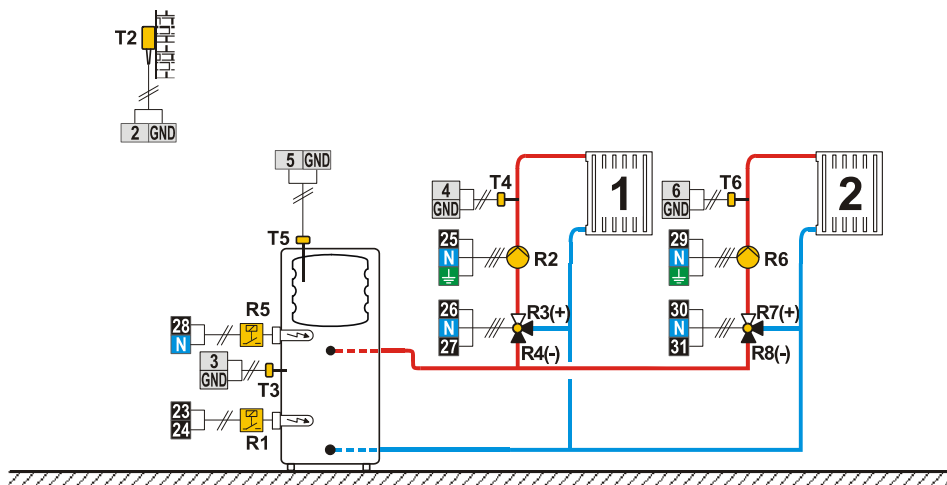 T2
2 GND
5 GND
T5
4
GND
T4
1
6
GND
T6
2
25
N
R2
29
N
R6
28
N
R5
26
N
27
R3(+)
R4(-)
30
N
31
R7(+)
R8(-)
3
GND
T3
23
24
R1